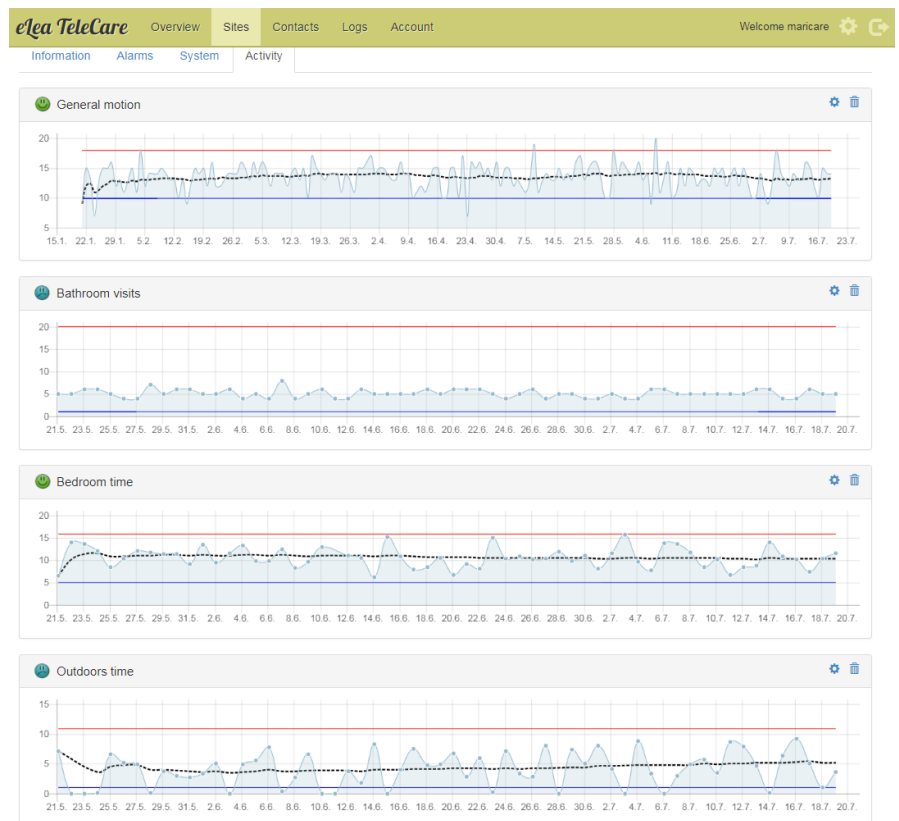 eLea TeleCare Overview Sites Contacts Logs Account Welcome maricare
Information Alarms System Activity
General motion
20
15
10
5
15.1. 22.1. 29.1. 5.2. 12.2. 19.2. 26.2. 5.3. 12.3. 19.3. 26.3. 2.4. 9.4. 16.4. 23.4. 30.4. 7.5. 14.5. 21.5. 28.5. 4.6. 11.6. 18.6. 25.6. 2.7. 9.7. 16.7. 23.7.
Bathroom visits
20
15
10
5
0
21.5. 23.5. 25.5. 27.5. 29.5. 31.5. 2.6. 4.6. 6.6. 8.6. 10.6. 12.6. 14.6. 16.6. 18.6. 20.6. 22.6. 24.6. 26.6. 28.6. 30.6. 2.7. 4.7. 6.7. 8.7. 10.7. 12.7. 14.7. 16.7. 18.7. 20.7.
Bedroom time
20
15
10
5
0
21.5. 23.5. 25.5. 27.5. 29.5. 31.5. 2.6. 4.6. 6.6. 8.6. 10.6. 12.6. 14.6. 16.6. 18.6. 20.6. 22.6. 24.6. 26.6. 28.6. 30.6. 2.7. 4.7. 6.7. 8.7. 10.7. 12.7. 14.7. 16.7. 18.7. 20.7.
Outdoors time
15
10
5
0
21.5. 23.5. 25.5. 27.5. 29.5. 31.5. 2.6. 4.6. 6.6. 8.6. 10.6. 12.6. 14.6. 16.6. 18.6. 20.6. 22.6. 24.6. 26.6. 28.6. 30.6. 2.7. 4.7. 6.7. 8.7. 10.7. 12.7. 14.7. 16.7. 18.7. 20.7.